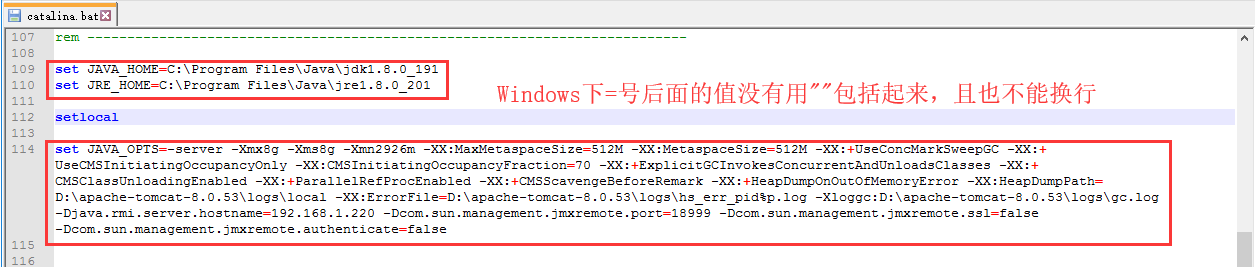 catalina.bat
107 rem ---------------------------------------------------------------------------
108
109 set JAVA_HOME=C:\Program Files\Java\jdk1.8.0_191
110 set JRE_HOME=C:\Program Files\Java\jre1.8.0_201
Windows下=号后面的值没有用""包括起来，且也不能换行
111
112 setlocal
113
114 set JAVA_OPTS=-server -Xmx8g -Xms8g -Xmn2926m -XX:MaxMetaspaceSize=512M -XX:MetaspaceSize=512M -XX:+UseConcMarkSweepGC -XX:+
UseCMSInitiatingOccupancyOnly -XX:CMSInitiatingOccupancyFraction=70 -XX:+ExplicitGCInvokesConcurrentAndUnloadsClasses -XX:+
CMSClassUnloadingEnabled -XX:+ParallelRefProcEnabled -XX:+CMSScavengeBeforeRemark -XX:+HeapDumpOnOutOfMemoryError -XX:HeapDumpPath=
D:\apache-tomcat-8.0.53\logs\local -XX:ErrorFile=D:\apache-tomcat-8.0.53\logs\hs_err_pid%p.log -Xloggc:D:\apache-tomcat-8.0.53\logs\gc.log
-Djava.rmi.server.hostname=192.168.1.220 -Dcom.sun.management.jmxremote.port=18999 -Dcom.sun.management.jmxremote.ssl=false
-Dcom.sun.management.jmxremote.authenticate=false
115
116